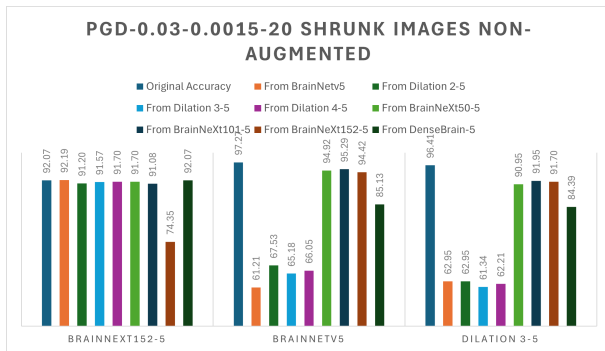 PGD-0.03-0.0015-20 SHRUNK IMAGES NON-
AUGMENTED
Original Accuracy From BrainNetv5 From Dilation 2-5
From Dilation 3-5 From Dilation 4-5 From BrainNeXt50-5
From BrainNeXt101-5 From BrainNeXt152-5 From DenseBrain-5
92.07 92.19 91.20 91.57 91.70 91.70 91.08 74.35 92.07
61.21 67.53 65.18 66.05 94.92 95.29 94.42 85.13
96.41 62.95 62.95 61.34 62.21 90.95 91.95 91.70 84.39
BRAINNEXT152-5 BRAINNETV5 DILATION 3-5